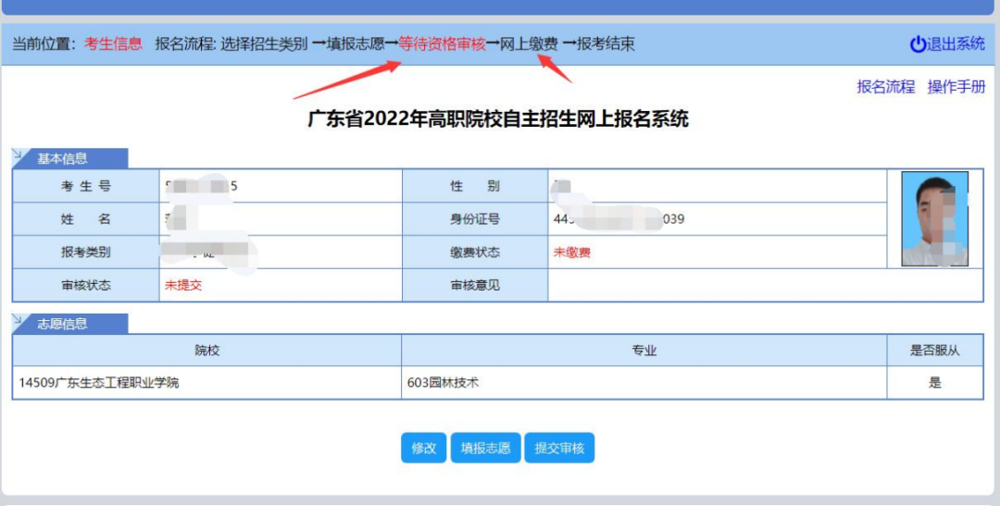 当前位置: 考生信息 报名流程: 选择招生类别 →填报志愿→等待资格审核→网上缴费 →报考结束 退出系统
报名流程 操作手册
广东省2022年高职院校自主招生网上报名系统
基本信息
考生号 5 性别
姓名 身份证号 44 039
报考类别 缴费状态 未缴费
审核状态 未提交 审核意见
志愿信息
院校 专业 是否服从
14509广东生态工程职业学院 603园林技术 是
修改 填报志愿 提交审核